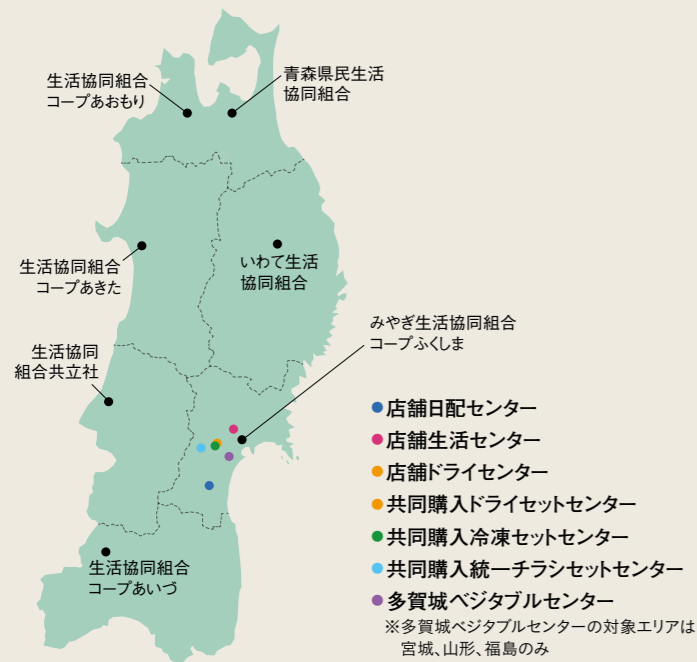 生活協同組合
コープあおもり
青森県民生活
協同組合
生活協同組合
コープあきた
いわて生活
協同組合
みやぎ生活協同組合
コープふくしま
生活協同
組合共立社
生活協同組合
コープあいづ
店舗日配センター
店舗生活センター
店舗ドライセンター
共同購入ドライセットセンター
共同購入冷凍セットセンター
共同購入統一チラシセットセンター
多賀城ベジタブルセンター
※多賀城ベジタブルセンターの対象エリアは
宮城、山形、福島のみ